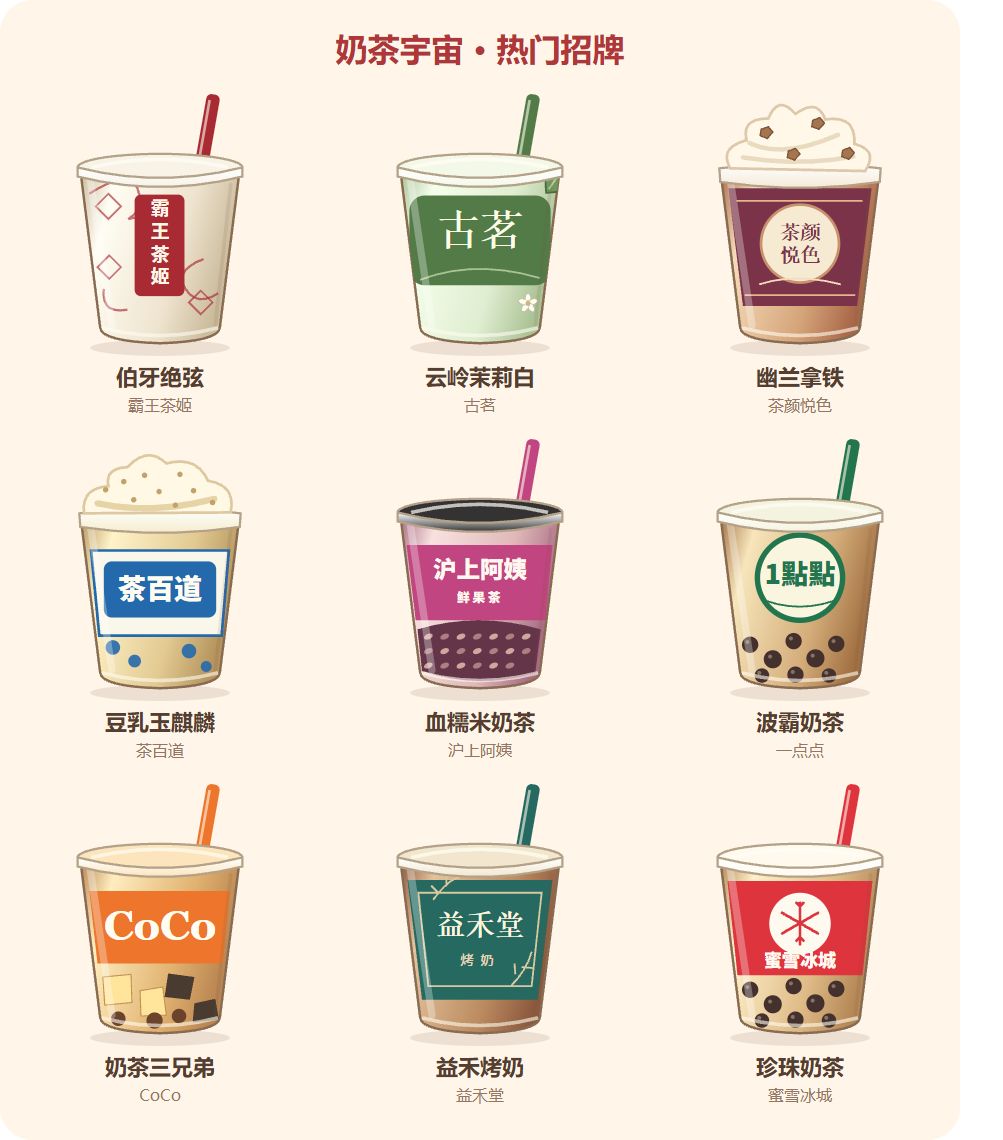 奶茶宇宙·热门招牌
霸
王
茶
姬
伯牙绝弦
霸王茶姬
古茗
云岭茉莉白
古茗
茶颜
悦色
幽兰拿铁
茶颜悦色
茶百道
豆乳玉麒麟
茶百道
沪上阿姨
鲜果茶
血糯米奶茶
沪上阿姨
1點點
波霸奶茶
一点点
CoCo
奶茶三兄弟
CoCo
益禾堂
烤奶
益禾烤奶
益禾堂
蜜雪冰城
珍珠奶茶
蜜雪冰城